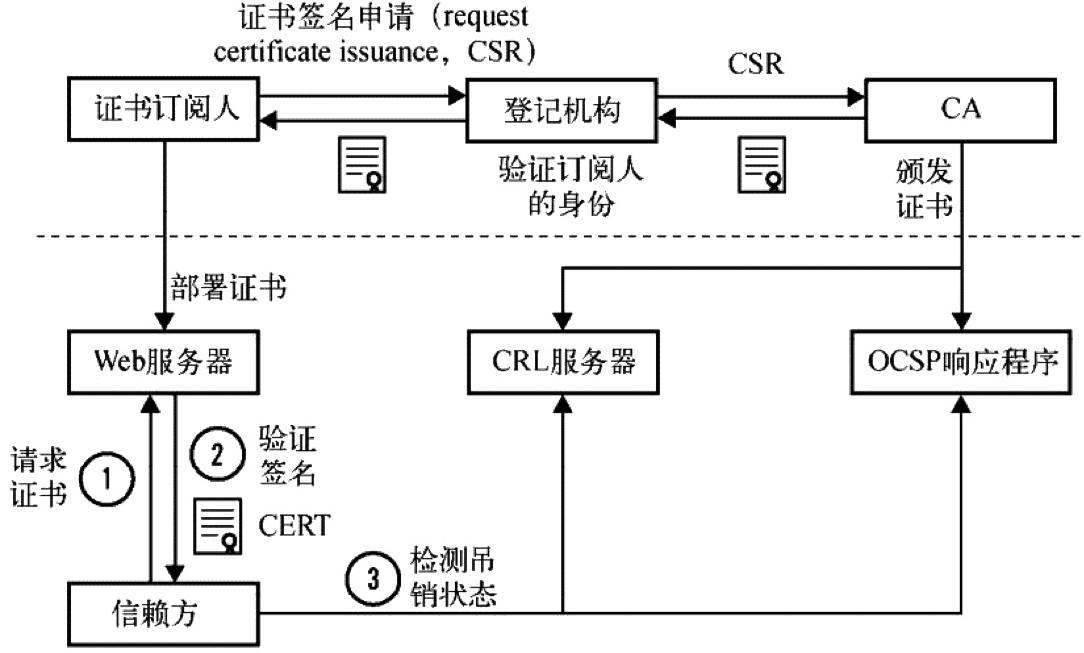 证书签名申请（request
certificate issuance，CSR）
CSR
证书订阅人
登记机构
CA
验证订阅人
的身份
颁发
证书
部署证书
Web服务器
CRL服务器
OCSP响应程序
请求
证书
1
2
验证
签名
CERT
3
检测吊
销状态
信赖方